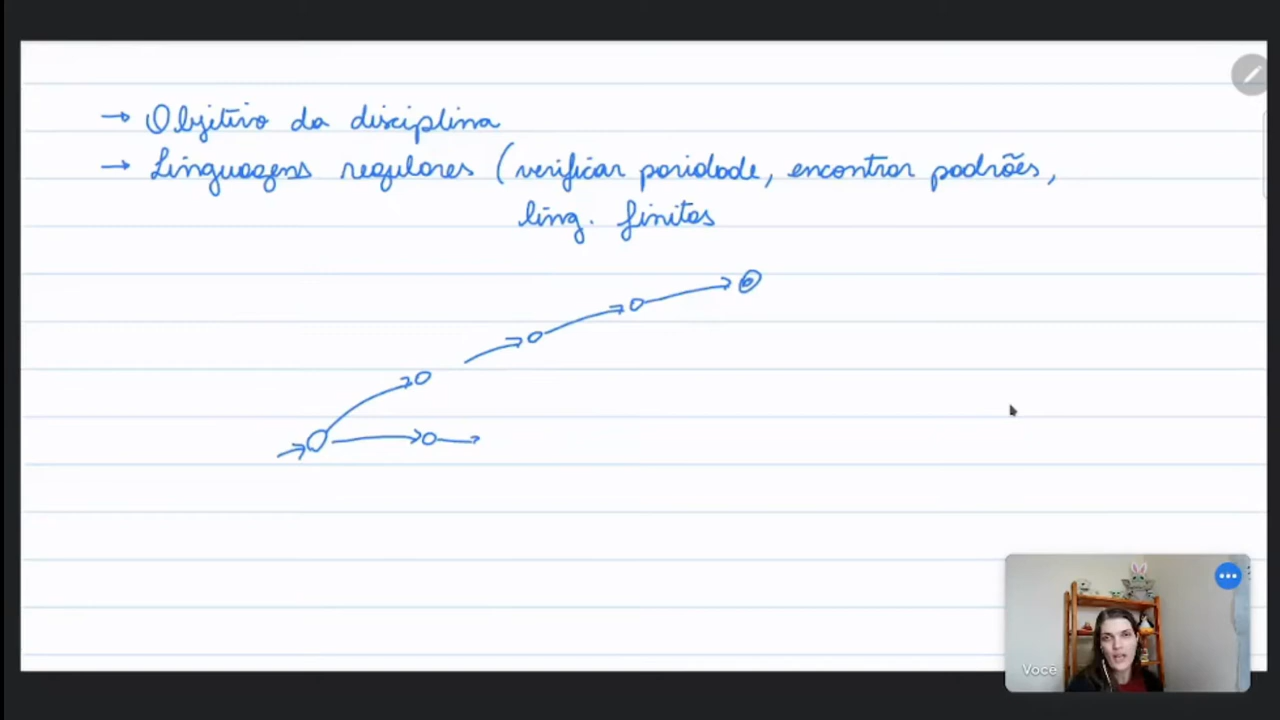 → Objetivo da disciplina
→ Linguagens regulares (verificar paridade, encontrar padrões,
ling. finitas
Você